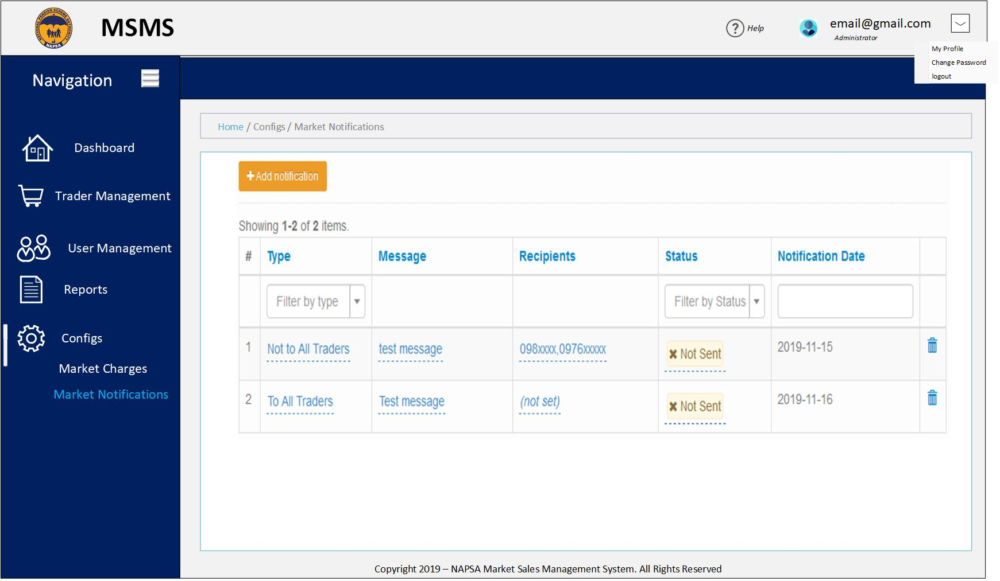 NATIONAL PENSION SCHEME AUTHORITY
NAPSA
MSMS
? Help
email@gmail.com
Administrator
My Profile
Change Password
logout
Navigation
Dashboard
Trader Management
User Management
Reports
Configs
Market Charges
Market Notifications
Home / Configs / Market Notifications
+ Add notification
Showing 1-2 of 2 items.
# Type Message Recipients Status Notification Date
Filter by type Filter by Status
1 Not to All Traders test message 098xxxx,0976xxxxx ✖ Not Sent 2019-11-15
2 To All Traders Test message (not set) ✖ Not Sent 2019-11-16
Copyright 2019 – NAPSA Market Sales Management System. All Rights Reserved